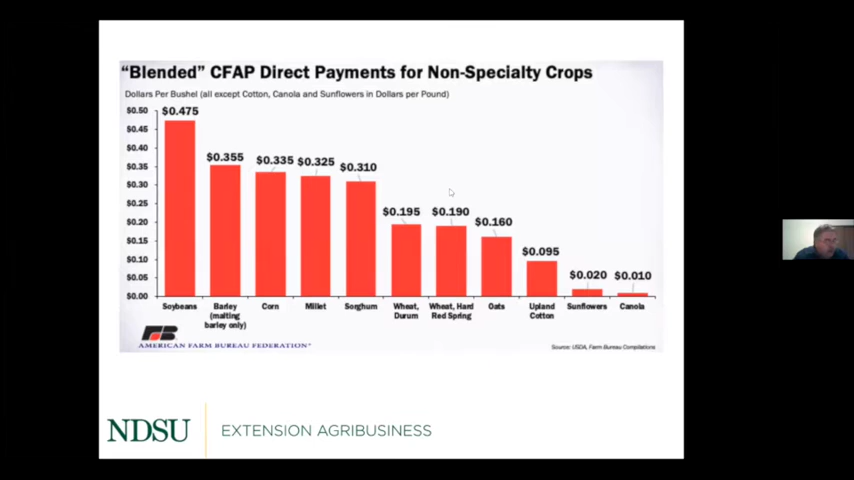 "Blended" CFAP Direct Payments for Non-Specialty Crops
Dollars Per Bushel (all except Cotton, Canola and Sunflowers in Dollars per Pound)
$0.50
$0.45
$0.40
$0.35
$0.30
$0.25
$0.20
$0.15
$0.10
$0.05
$0.00
$0.475
$0.355
$0.335
$0.325
$0.310
$0.195
$0.190
$0.160
$0.095
$0.020
$0.010
Soybeans
Barley
(malting
barley only)
Corn
Millet
Sorghum
Wheat,
Durum
Wheat, Hard
Red Spring
Oats
Upland
Cotton
Sunflowers
Canola
FB
AMERICAN FARM BUREAU FEDERATION™
Source: USDA, Farm Bureau Compilations
NDSU
EXTENSION AGRIBUSINESS